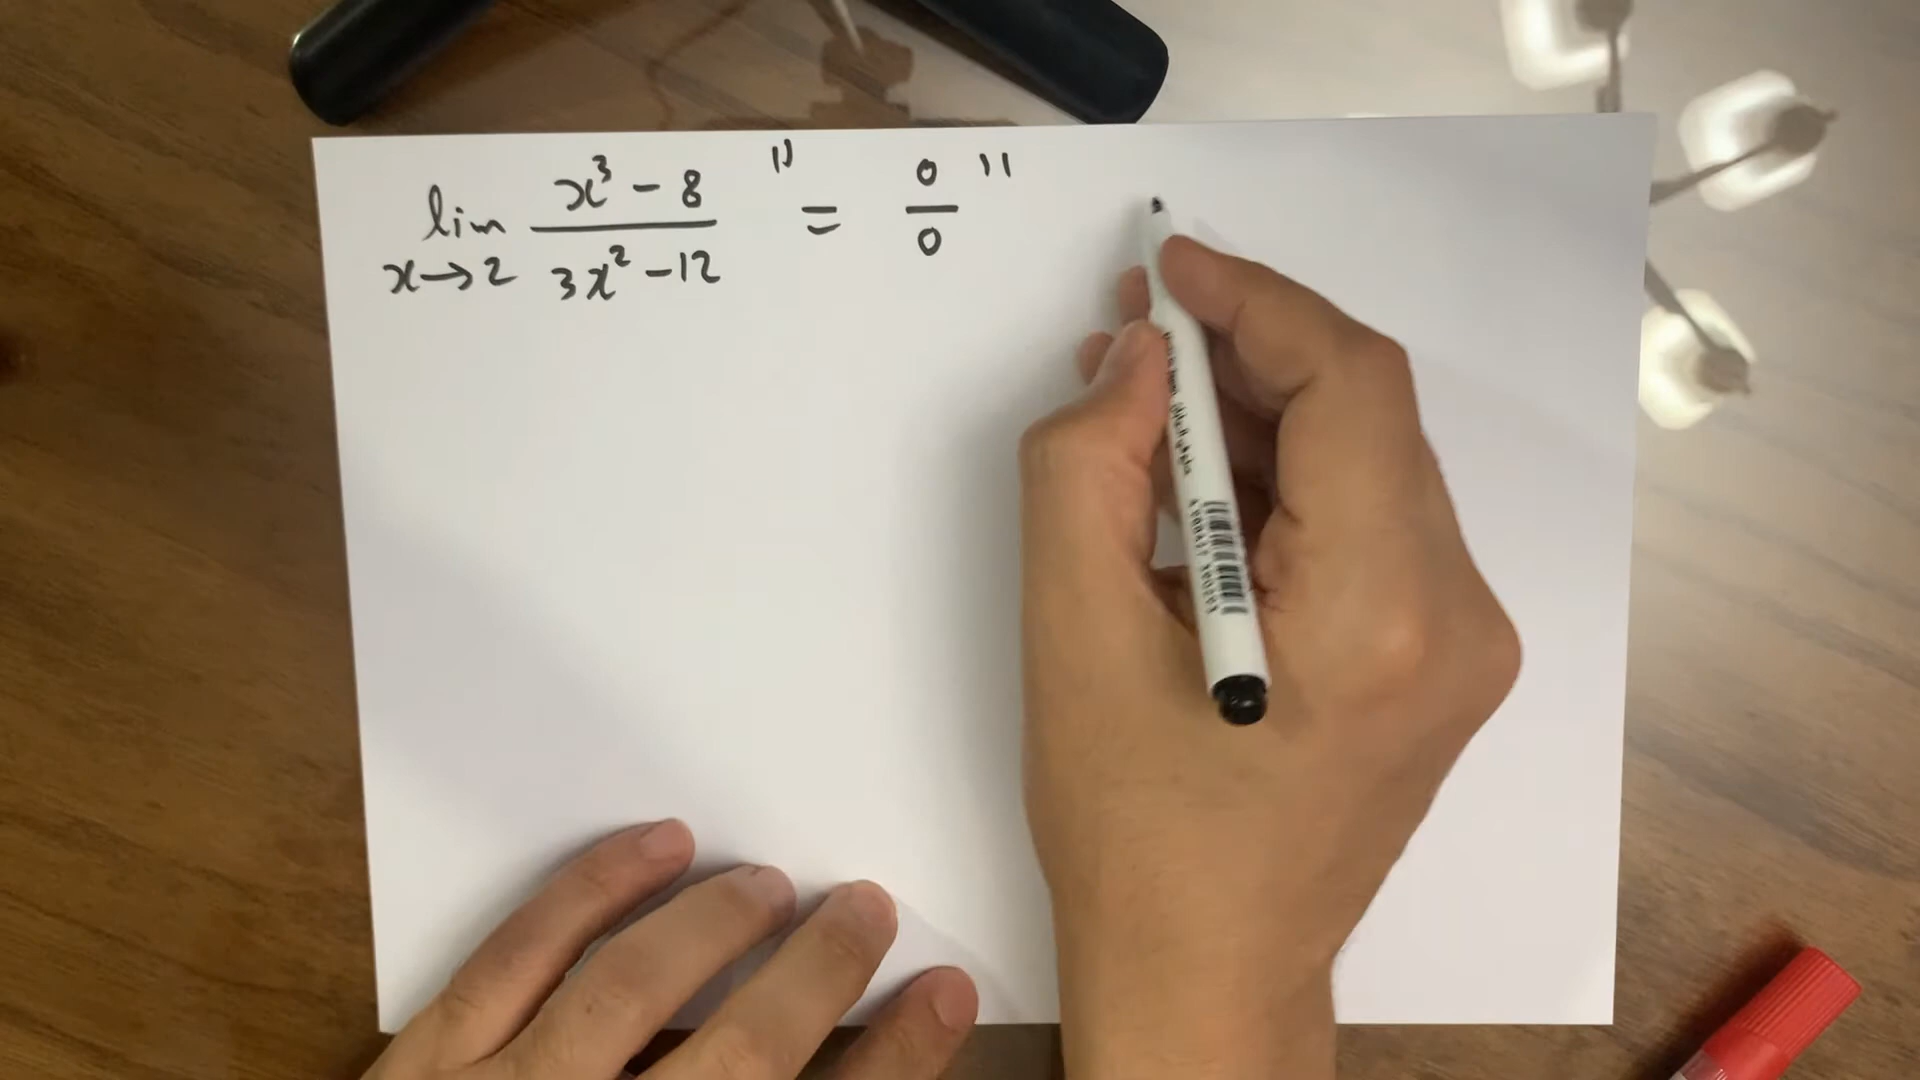 lim x→2 (x³ - 8)/(3x² - 12) " = 0/0 "